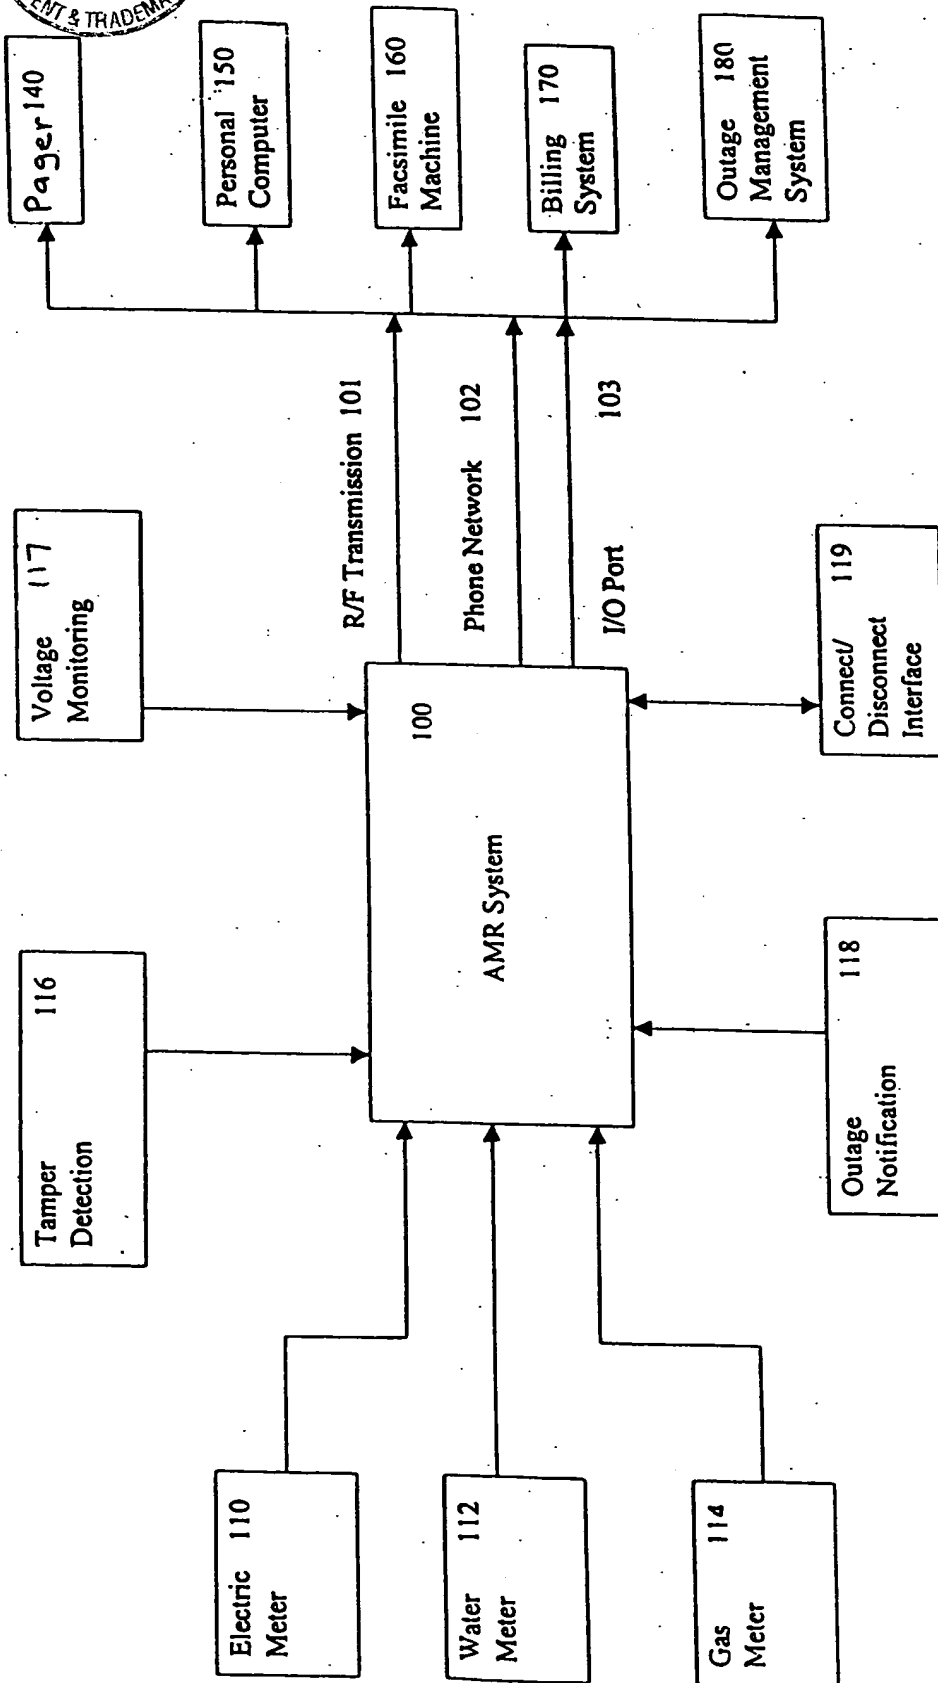 ENT & TRADEMA
Pager 140
Personal 150
Computer
Facsimile 160
Machine
Billing 170
System
Outage 180
Management
System
Voltage 117
Monitoring
R/F Transmission 101
Phone Network 102
I/O Port 103
Tamper 116
Detection
100
AMR System
Connect/ 119
Disconnect
Interface
Outage 118
Notification
Electric 110
Meter
Water 112
Meter
Gas 114
Meter